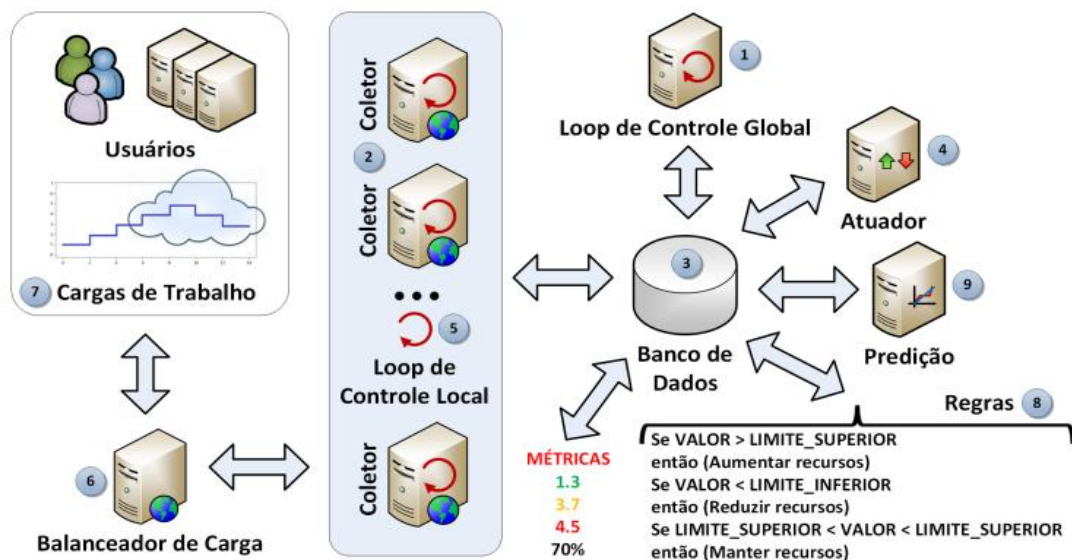 Usuários
7 Cargas de Trabalho
6
Balanceador de Carga
Coletor
2
Coletor
...
5
Loop de
Controle Local
Coletor
1
Loop de Controle Global
4
Atuador
3
Banco de
Dados
9
Predição
Regras 8
MÉTRICAS
1.3
3.7
4.5
70%
Se VALOR > LIMITE_SUPERIOR
então (Aumentar recursos)
Se VALOR < LIMITE_INFERIOR
então (Reduzir recursos)
Se LIMITE_SUPERIOR < VALOR < LIMITE_SUPERIOR
então (Manter recursos)